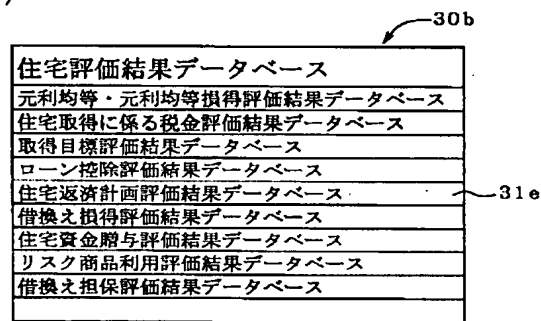 30b
住宅評価結果データベース
元利均等・元利均等損得評価結果データベース
住宅取得に係る税金評価結果データベース
取得目標評価結果データベース
ローン控除評価結果データベース
住宅返済計画評価結果データベース
31e
借換え損得評価結果データベース
住宅資金贈与評価結果データベース
リスク商品利用評価結果データベース
借換え担保評価結果データベース